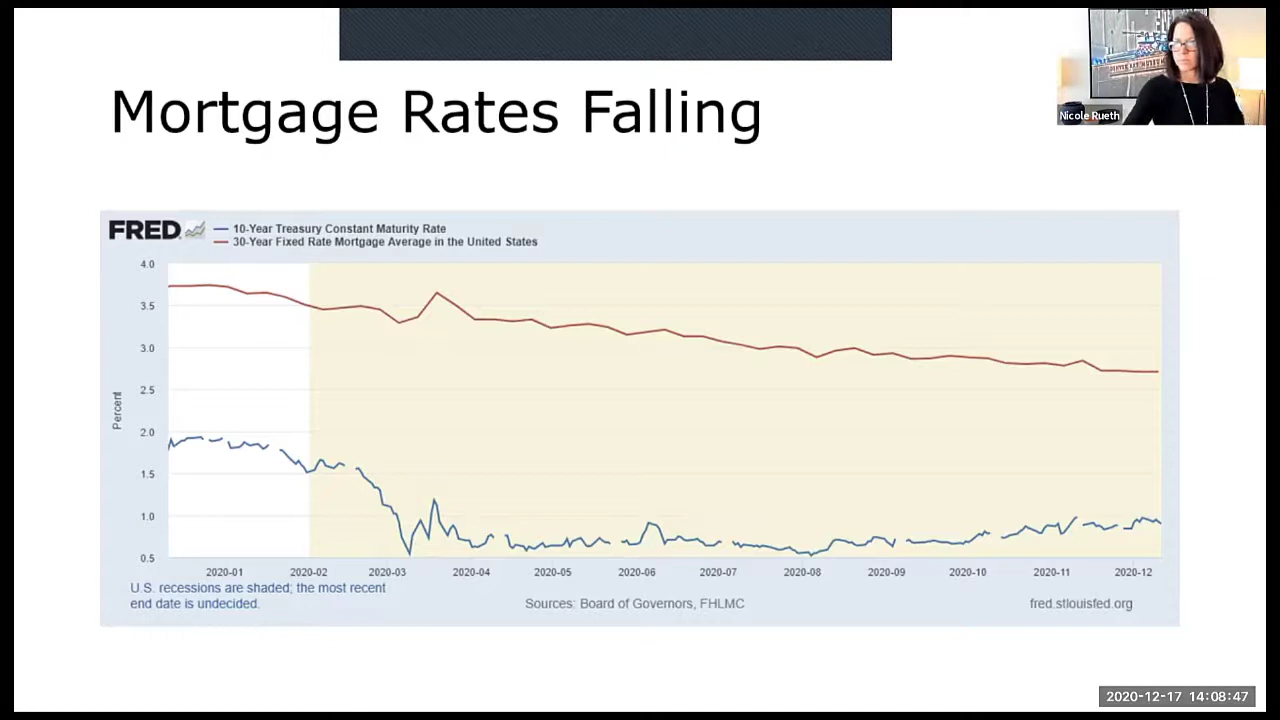 Nicole Rueth
Mortgage Rates Falling
FRED
10-Year Treasury Constant Maturity Rate
30-Year Fixed Rate Mortgage Average in the United States
4.0
3.5
3.0
2.5
2.0
1.5
1.0
0.5
Percent
2020-01 2020-02 2020-03 2020-04 2020-05 2020-06 2020-07 2020-08 2020-09 2020-10 2020-11 2020-12
U.S. recessions are shaded; the most recent
end date is undecided.
Sources: Board of Governors, FHLMC
fred.stlouisfed.org
2020-12-17 14:08:47